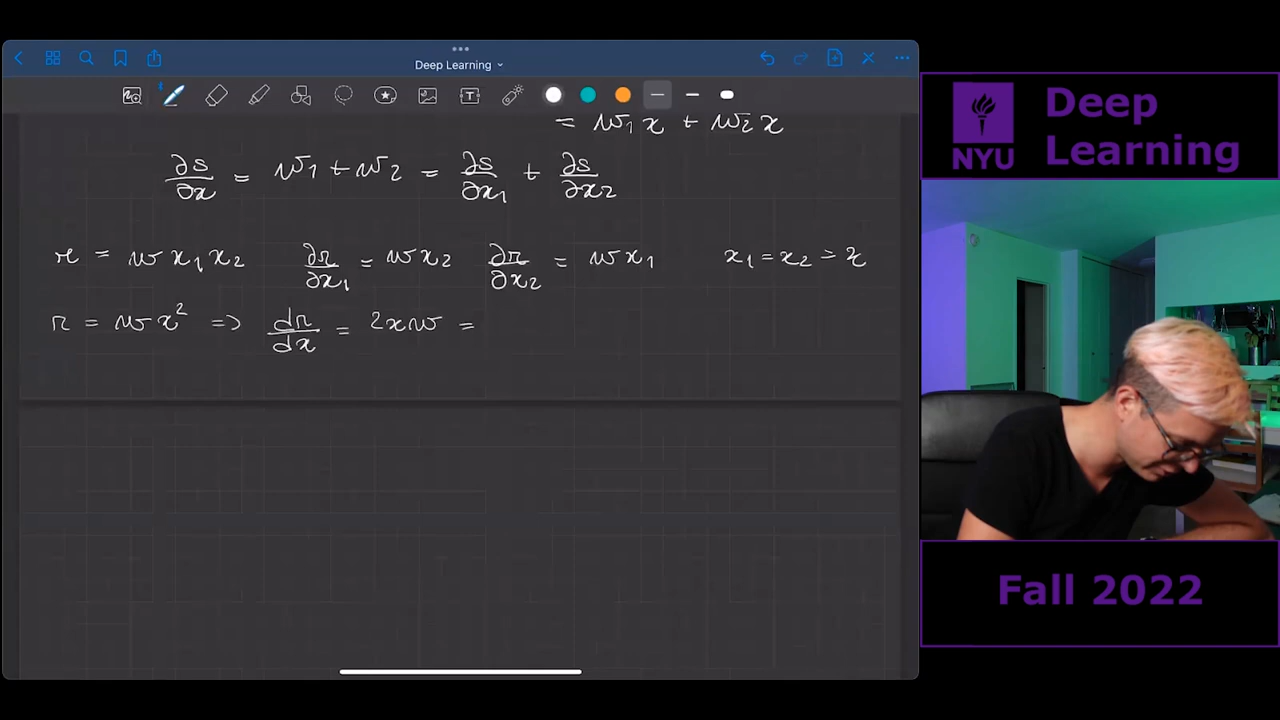 Deep Learning
= w₁x + w₂x
∂s/∂x = w₁ + w₂ = ∂s/∂x₁ + ∂s/∂x₂
r = w x₁ x₂ ∂r/∂x₁ = w x₂ ∂r/∂x₂ = w x₁ x₁ = x₂ = x
r = w x² => dr/dx = 2xw =
NYU
Deep
Learning
Fall 2022